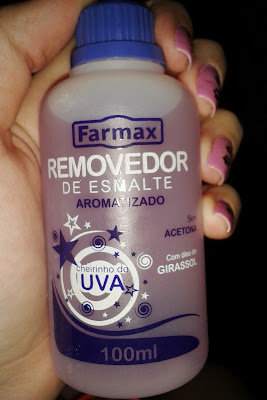 Farmax
REMOVEDOR
DE ESMALTE
AROMATIZADO
Sem
ACETONA
Com óleo de
GIRASSOL
cheirinho de
UVA
100ml